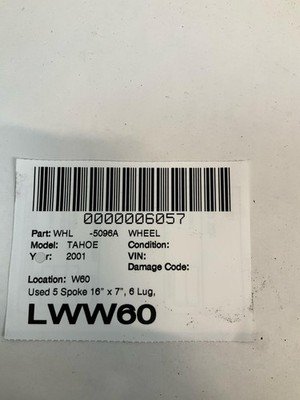 0000006057
Part: WHL -5096A WHEEL
Model: TAHOE Condition:
Year: 2001 VIN:
Damage Code:
Location: W60
Used 5 Spoke 16" x 7", 6 Lug,
LWW60